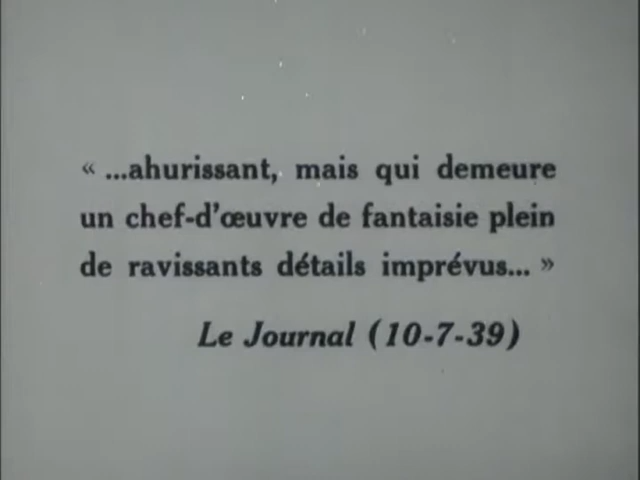 « ...ahurissant, mais qui demeure
un chef-d'œuvre de fantaisie plein
de ravissants détails imprévus... »
Le Journal (10-7-39)